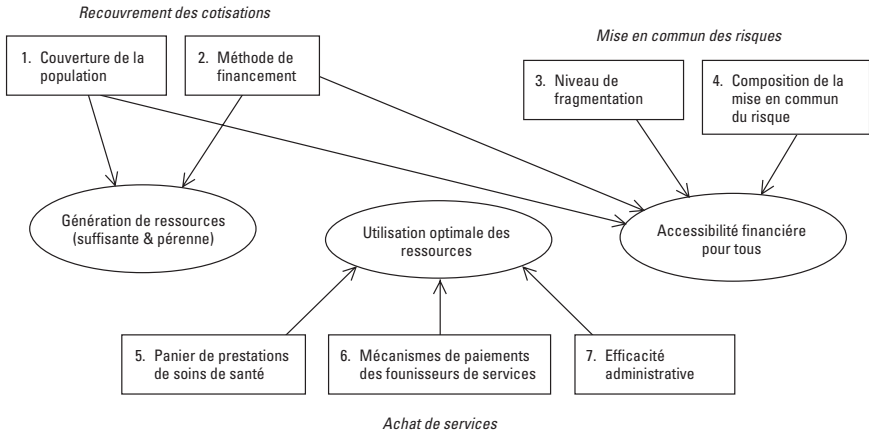 Recouvrement des cotisations
1. Couverture de la
population
2. Méthode de
financement
Mise en commun des risques
3. Niveau de
fragmentation
4. Composition de la
mise en commun
du risque
Génération de ressources
(suffisante & pérenne)
Utilisation optimale des
ressources
Accessibilité financiére
pour tous
5. Panier de prestations
de soins de santé
6. Mécanismes de paiements
des founisseurs de services
7. Efficacité
administrative
Achat de services